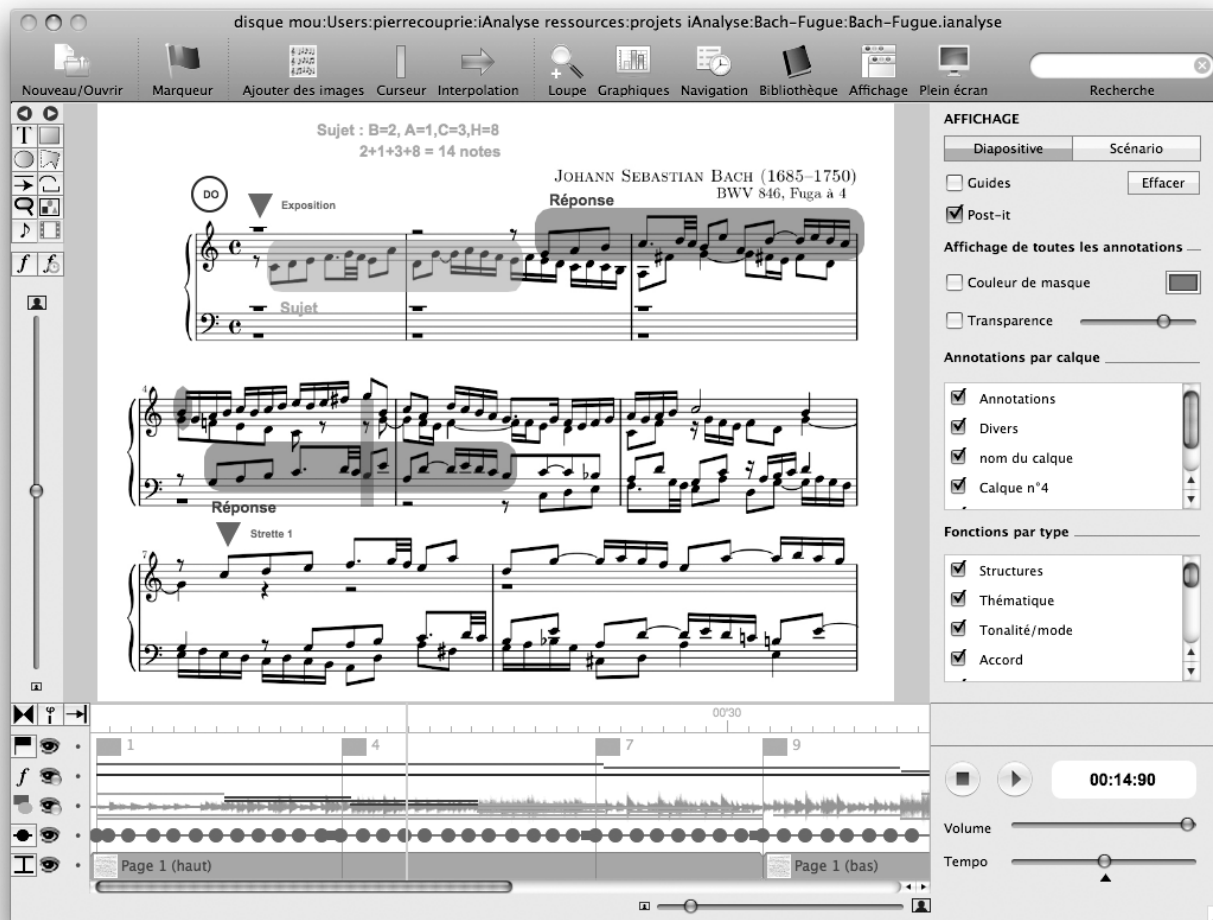 disque mou:Users:pierrecouprie:iAnalyse ressources:projets iAnalyse:Bach-Fugue:Bach-Fugue.ianalyse
Nouveau/Ouvrir Marqueur Ajouter des images Curseur Interpolation Loupe Graphiques Navigation Bibliothèque Affichage Plein écran Recherche
Sujet : B=2, A=1,C=3,H=8
2+1+3+8 = 14 notes
JOHANN SEBASTIAN BACH (1685–1750)
BWV 846, Fuga à 4
DO
Exposition
Réponse
Sujet
4
Réponse
Strette 1
7
AFFICHAGE
Diapositive Scénario
Guides Effacer
Post-it
Affichage de toutes les annotations
Couleur de masque
Transparence
Annotations par calque
Annotations
Divers
nom du calque
Calque n°4
Fonctions par type
Structures
Thématique
Tonalité/mode
Accord
00'30
1 4 7 9
Page 1 (haut) Page 1 (bas)
00:14:90
Volume
Tempo